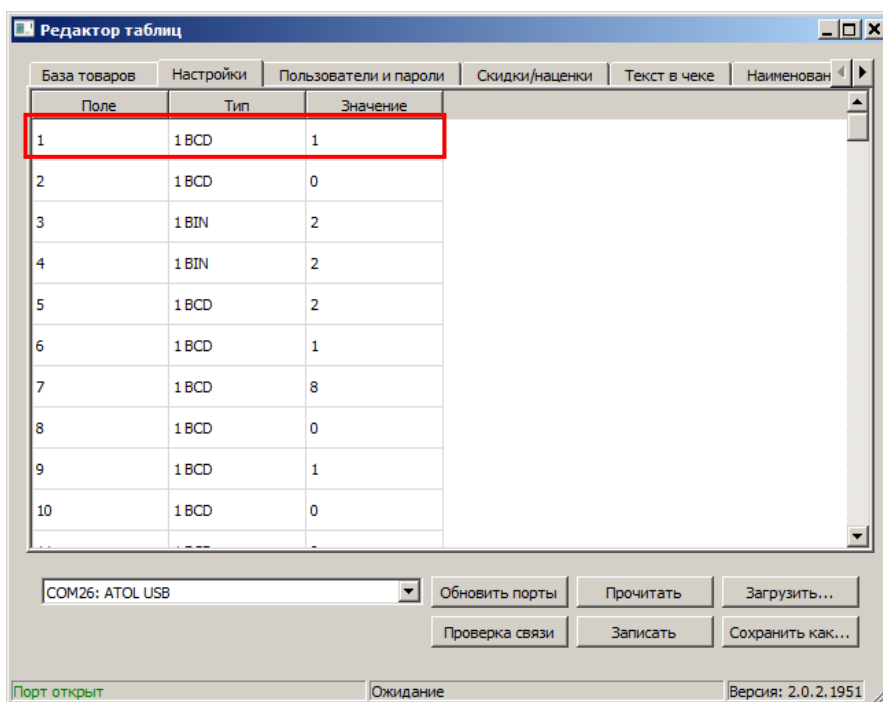 Редактор таблиц
База товаров Настройки Пользователи и пароли Скидки/наценки Текст в чеке Наименован
Поле Тип Значение
1 1 BCD 1
2 1 BCD 0
3 1 BIN 2
4 1 BIN 2
5 1 BCD 2
6 1 BCD 1
7 1 BCD 8
8 1 BCD 0
9 1 BCD 1
10 1 BCD 0
COM26: ATOL USB Обновить порты Прочитать Загрузить...
Проверка связи Записать Сохранить как...
Порт открыт Ожидание Версия: 2.0.2.1951